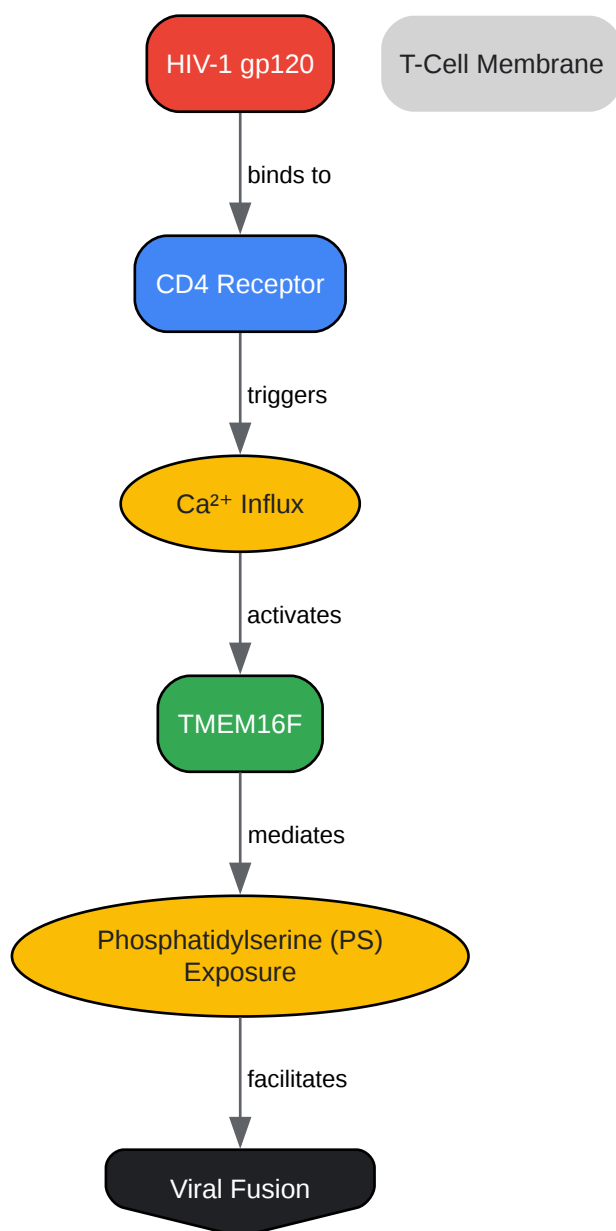 HIV-1 gp120
T-Cell Membrane
binds to
CD4 Receptor
triggers
Ca²⁺ Influx
activates
TMEM16F
mediates
Phosphatidylserine (PS)
Exposure
facilitates
Viral Fusion